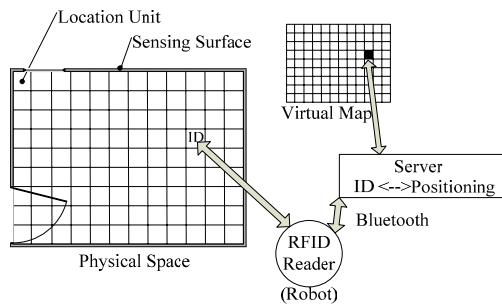 Location Unit
Sensing Surface
ID
Virtual Map
Server
ID <-->Positioning
Bluetooth
RFID
Reader
(Robot)
Physical Space